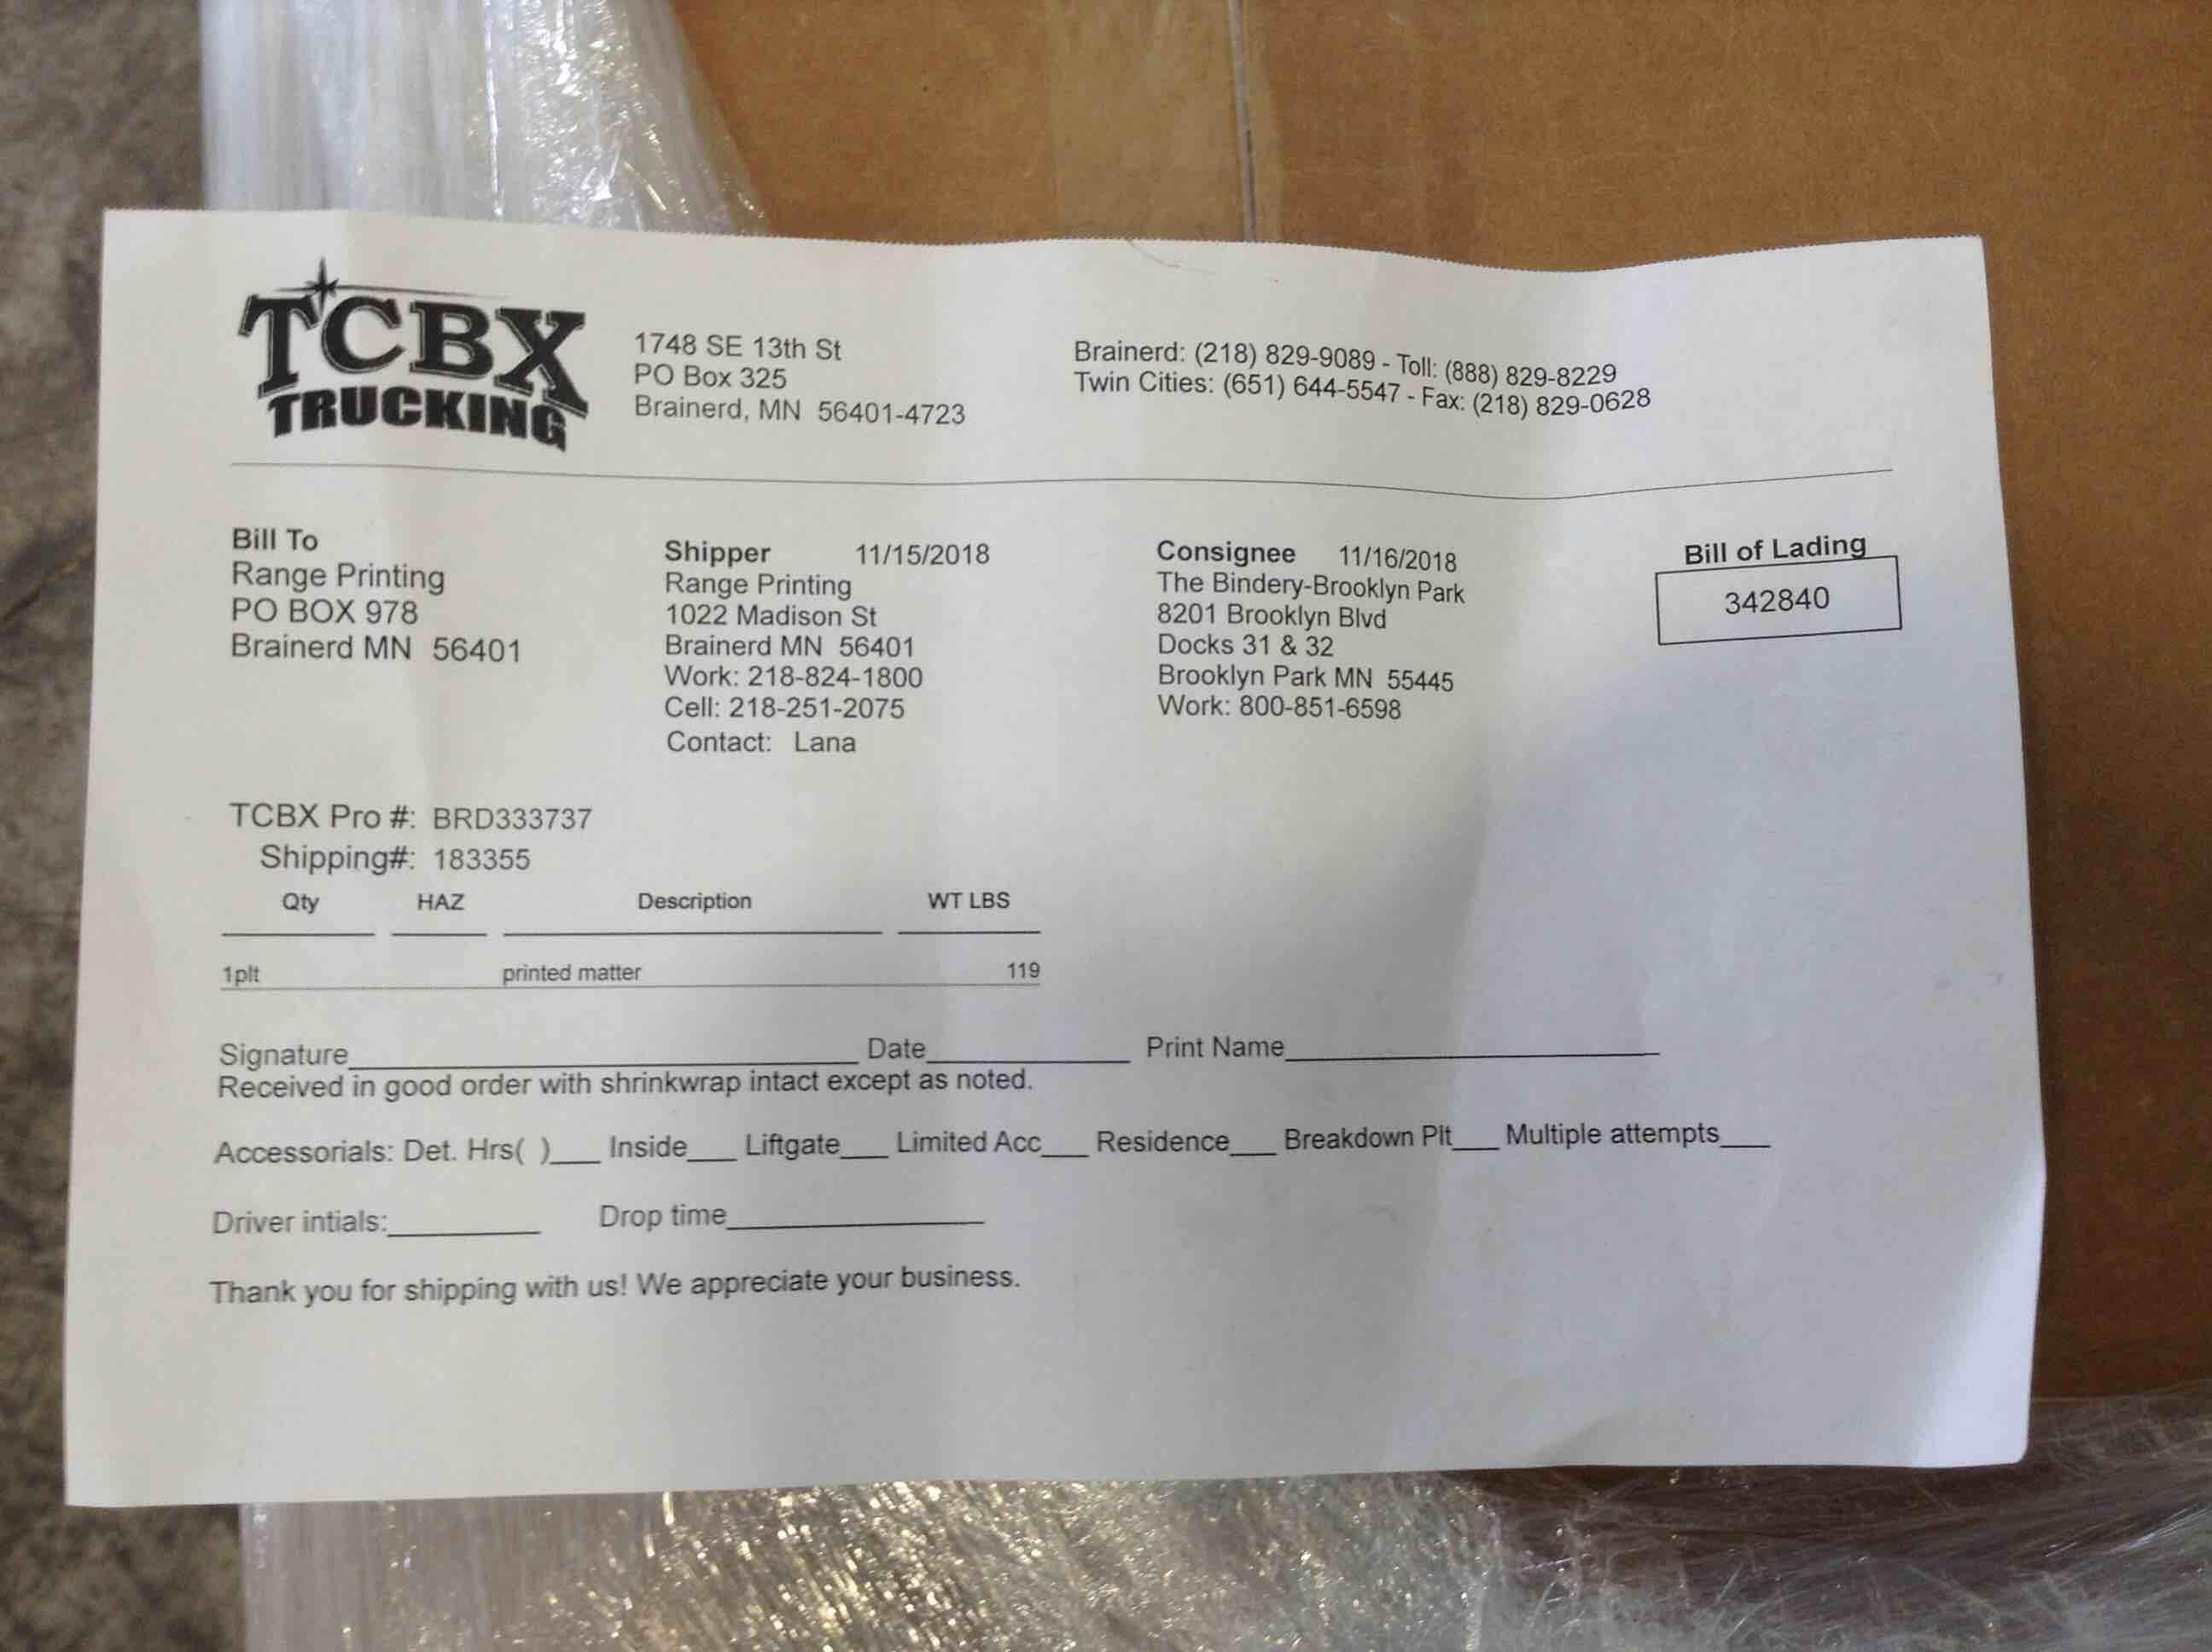 TCBX
TRUCKING
1748 SE 13th St
PO Box 325
Brainerd, MN 56401-4723
Brainerd: (218) 829-9089 - Toll: (888) 829-8229
Twin Cities: (651) 644-5547 - Fax: (218) 829-0628
Bill To
Range Printing
PO BOX 978
Brainerd MN 56401
Shipper 11/15/2018
Range Printing
1022 Madison St
Brainerd MN 56401
Work: 218-824-1800
Cell: 218-251-2075
Contact: Lana
Consignee 11/16/2018
The Bindery-Brooklyn Park
8201 Brooklyn Blvd
Docks 31 & 32
Brooklyn Park MN 55445
Work: 800-851-6598
Bill of Lading
342840
TCBX Pro #: BRD333737
Shipping#: 183355
Qty HAZ Description WT LBS
1plt printed matter 119
Signature Date Print Name
Received in good order with shrinkwrap intact except as noted.
Accessorials: Det. Hrs( )___ Inside___ Liftgate___ Limited Acc___ Residence___ Breakdown Plt___ Multiple attempts___
Driver intials: Drop time
Thank you for shipping with us! We appreciate your business.